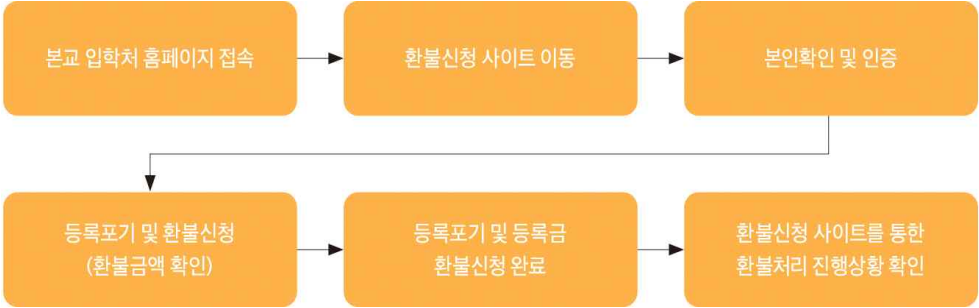 본교 입학처 홈페이지 접속
환불신청 사이트 이동
본인확인 및 인증
등록포기 및 환불신청
(환불금액 확인)
등록포기 및 등록금
환불신청 완료
환불신청 사이트를 통한
환불처리 진행상황 확인